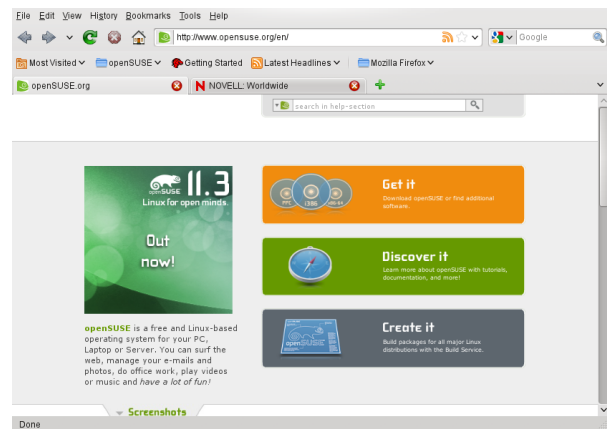 File Edit View History Bookmarks Tools Help
http://www.opensuse.org/en/
Google
Most Visited openSUSE Getting Started Latest Headlines Mozilla Firefox
openSUSE.org NOVELL: Worldwide
search in help-section
openSUSE 11.3
Linux for open minds.
Out
now!
Get it
Download openSUSE or find additional
software.
PPC i386 X86-64
Discover it
Learn more about openSUSE with tutorials,
documentation, and more!
Create it
Build packages for all major Linux
distributions with the Build Service.
openSUSE
openSUSE is a free and Linux-based
operating system for your PC,
Laptop or Server. You can surf the
web, manage your e-mails and
photos, do office work, play videos
or music and have a lot of fun!
Screenshots
Done